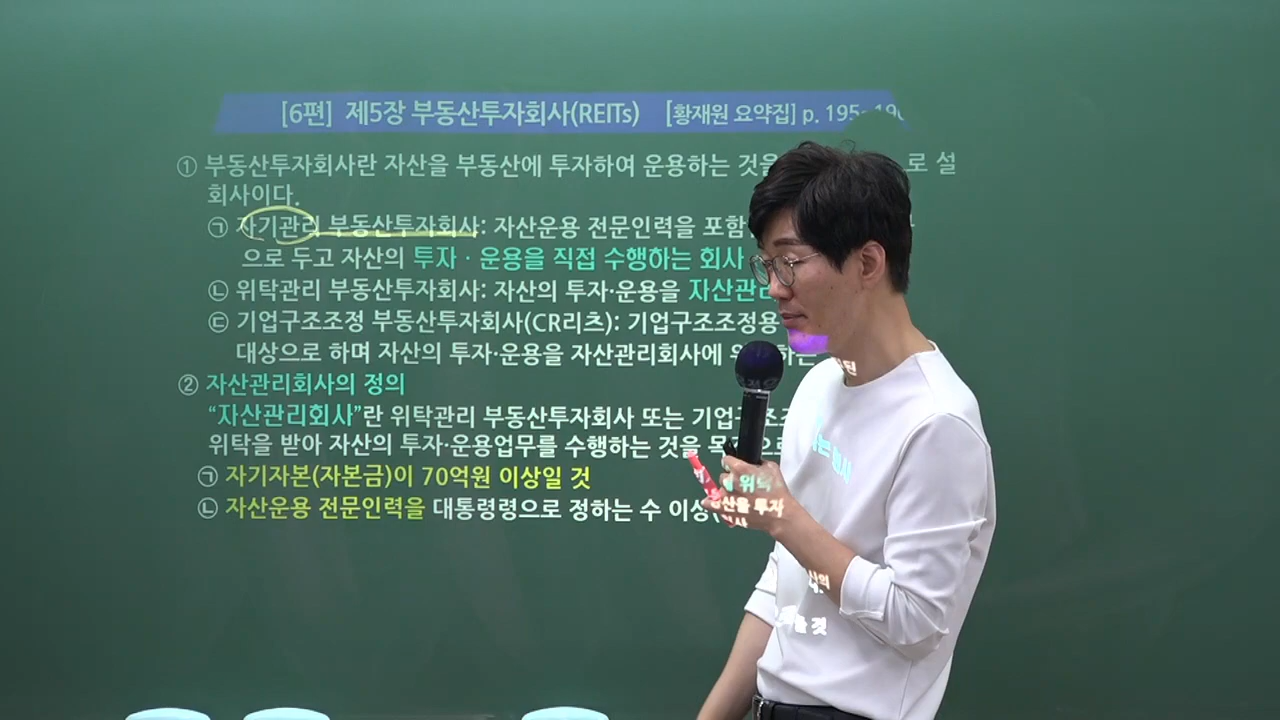 [6편] 제5장 부동산투자회사(REITs) [황재원 요약집] p. 195~196
① 부동산투자회사란 자산을 부동산에 투자하여 운용하는 것을 로 설
회사이다.
㉠ 자기관리 부동산투자회사: 자산운용 전문인력을 포함
으로 두고 자산의 투자·운용을 직접 수행하는 회사
㉡ 위탁관리 부동산투자회사: 자산의 투자·운용을 자산관리
㉢ 기업구조조정 부동산투자회사(CR리츠): 기업구조조정용
대상으로 하며 자산의 투자·운용을 자산관리회사에 하는
② 자산관리회사의 정의
“자산관리회사”란 위탁관리 부동산투자회사 또는 기업구조조
위탁을 받아 자산의 투자·운용업무를 수행하는 것을 목적으로
㉠ 자기자본(자본금)이 70억원 이상일 것
㉡ 자산운용 전문인력을 대통령령으로 정하는 수 이상(